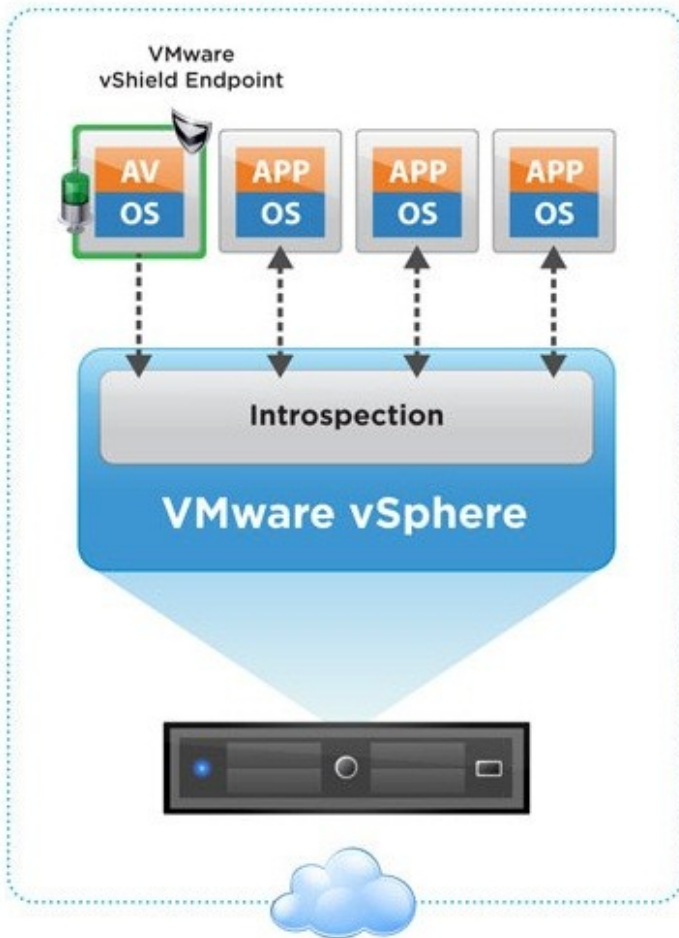 VMware
vShield Endpoint
AV
OS
APP
OS
APP
OS
APP
OS
Introspection
VMware vSphere